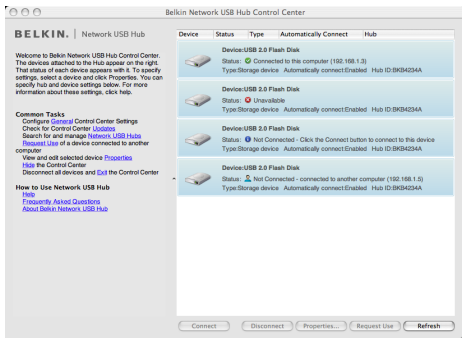 Belkin Network USB Hub Control Center
BELKIN. | Network USB Hub
Welcome to Belkin Network USB Hub Control Center.
The devices attached to the Hub appear on the right.
That status of each device appears with it. To specify
settings, select a device and click Properties. You can
specify hub and device settings below. For more
information about these settings, click help.
Common Tasks
Configure General Control Center Settings
Check for Control Center Updates
Search for and manage Network USB Hubs
Request Use of a device connected to another
computer
View and edit selected device Properties
Hide the Control Center
Disconnect all devices and Exit the Control Center
How to Use Network USB Hub
Help
Frequently Asked Questions
About Belkin Network USB Hub
Device Status Type Automatically Connect Hub
Device:USB 2.0 Flash Disk
Status: Connected to this computer (192.168.1.3)
Type:Storage device Automatically connect:Enabled Hub ID:BKB4234A
Device:USB 2.0 Flash Disk
Status: Unavailable
Type:Storage device Automatically connect:Enabled Hub ID:BKB4234A
Device:USB 2.0 Flash Disk
Status: Not Connected - Click the Connect button to connect to this device
Type:Storage device Automatically connect:Enabled Hub ID:BKB4234A
Device:USB 2.0 Flash Disk
Status: Not Connected - connected to another computer (192.168.1.5)
Type:Storage device Automatically connect:Enabled Hub ID:BKB4234A
Connect Disconnect Properties... Request Use Refresh